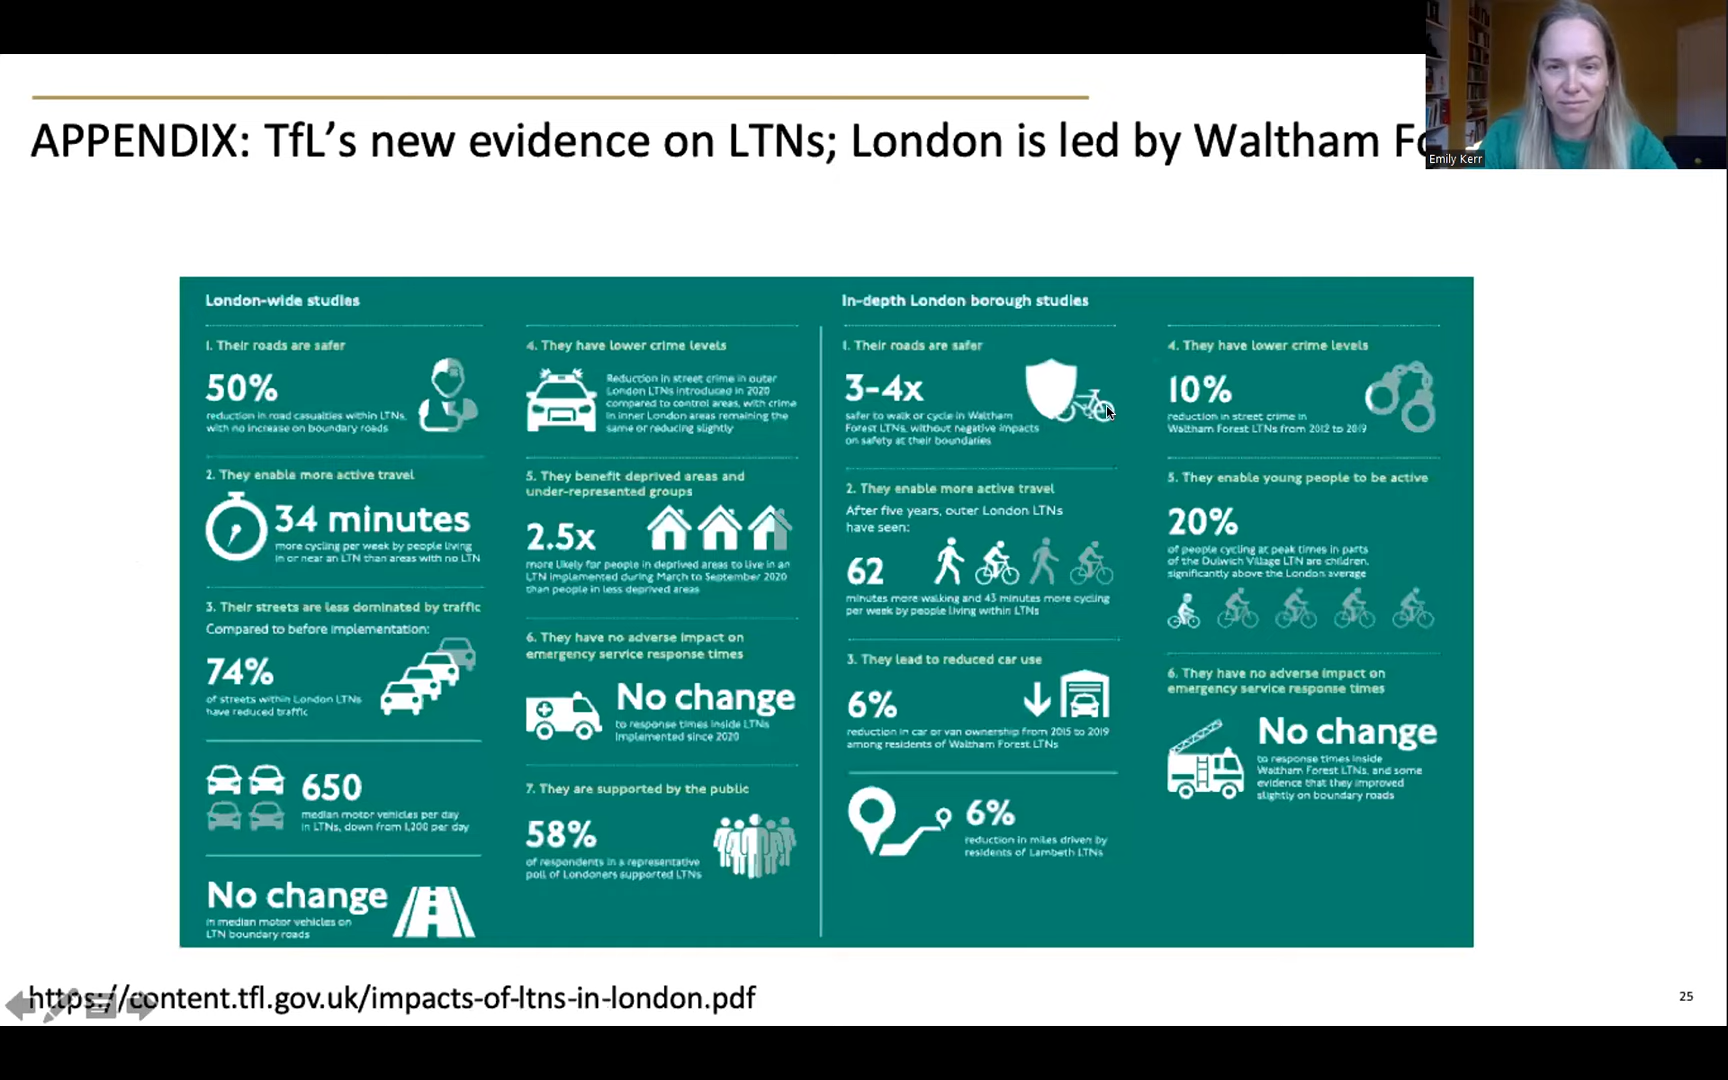 APPENDIX: TfL's new evidence on LTNs; London is led by Waltham Fo
Emily Kerr
London-wide studies
1. Their roads are safer
50%
reduction in road casualties within LTNs,
with no increase on boundary roads
2. They enable more active travel
34 minutes
more cycling per week by people living
in or near an LTN than areas with no LTN
3. Their streets are less dominated by traffic
Compared to before implementation:
74%
of streets within London LTNs
have reduced traffic
650
median motor vehicles per day
in LTNs, down from 1,200 per day
No change
in median motor vehicles on
LTN boundary roads
4. They have lower crime levels
Reduction in street crime in outer
London LTNs introduced in 2020
compared to control areas, with crime
in inner London areas remaining the
same or reducing slightly
5. They benefit deprived areas and
under-represented groups
2.5x
more likely for people in deprived areas to live in an
LTN implemented during March to September 2020
than people in less deprived areas
6. They have no adverse impact on
emergency service response times
No change
to response times inside LTNs
implemented since 2020
7. They are supported by the public
58%
of respondents in a representative
poll of Londoners supported LTNs
In-depth London borough studies
1. Their roads are safer
3-4x
safer to walk or cycle in Waltham
Forest LTNs, without negative impacts
on safety at their boundaries
2. They enable more active travel
After five years, outer London LTNs
have seen:
62
minutes more walking and 43 minutes more cycling
per week by people living within LTNs
3. They lead to reduced car use
6%
reduction in car or van ownership from 2015 to 2019
among residents of Waltham Forest LTNs
6%
reduction in miles driven by
residents of Lambeth LTNs
4. They have lower crime levels
10%
reduction in street crime in
Waltham Forest LTNs from 2012 to 2019
5. They enable young people to be active
20%
of people cycling at peak times in parts
of the Dulwich Village LTN are children,
significantly above the London average
6. They have no adverse impact on
emergency service response times
No change
to response times inside
Waltham Forest LTNs, and some
evidence that they improved
slightly on boundary roads
https://content.tfl.gov.uk/impacts-of-ltns-in-london.pdf
25